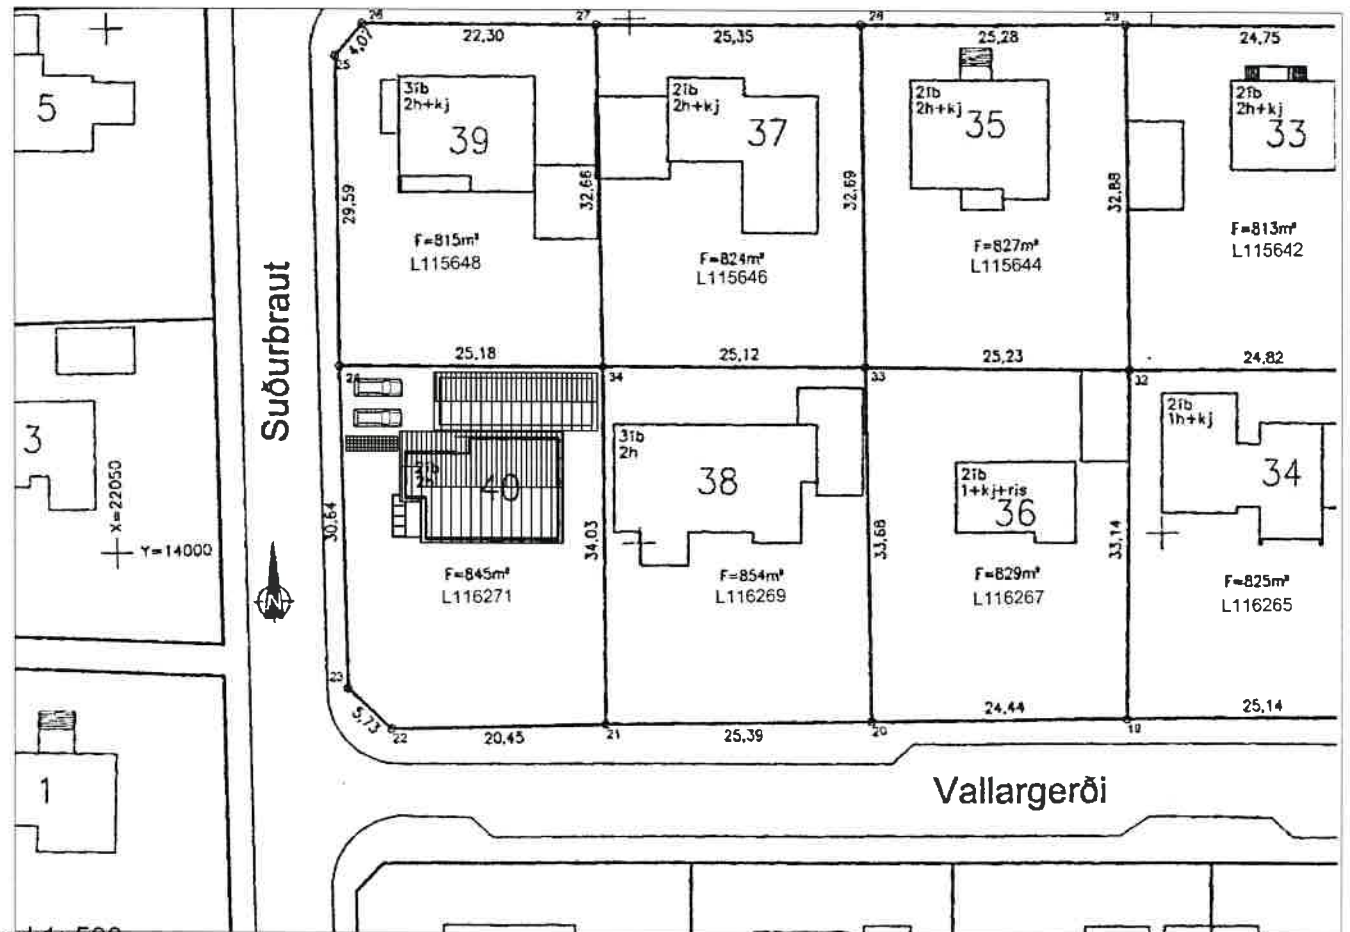 26
27
28
29
22,30
25,35
25,28
24,75
4,07
25
5
3íb
2h+kj
39
2íb
2h+kj
37
2íb
2h+kj
35
2íb
2h+kj
33
29,59
32,66
32,69
32,88
F=815m²
L115648
F=824m²
L115646
F=827m²
L115644
F=813m²
L115642
Suðurbraut
25,18
25,12
25,23
24,82
24
34
33
32
3
2íb
2h
40
3íb
2h
38
2íb
1+kj+ris
36
2íb
1h+kj
34
X=22050
Y=14000
30,64
34,03
33,68
33,14
N
F=845m²
L116271
F=854m²
L116269
F=829m²
L116267
F=825m²
L116265
23
5,73
22
20,45
21
25,39
20
24,44
19
25,14
1
Vallargerði